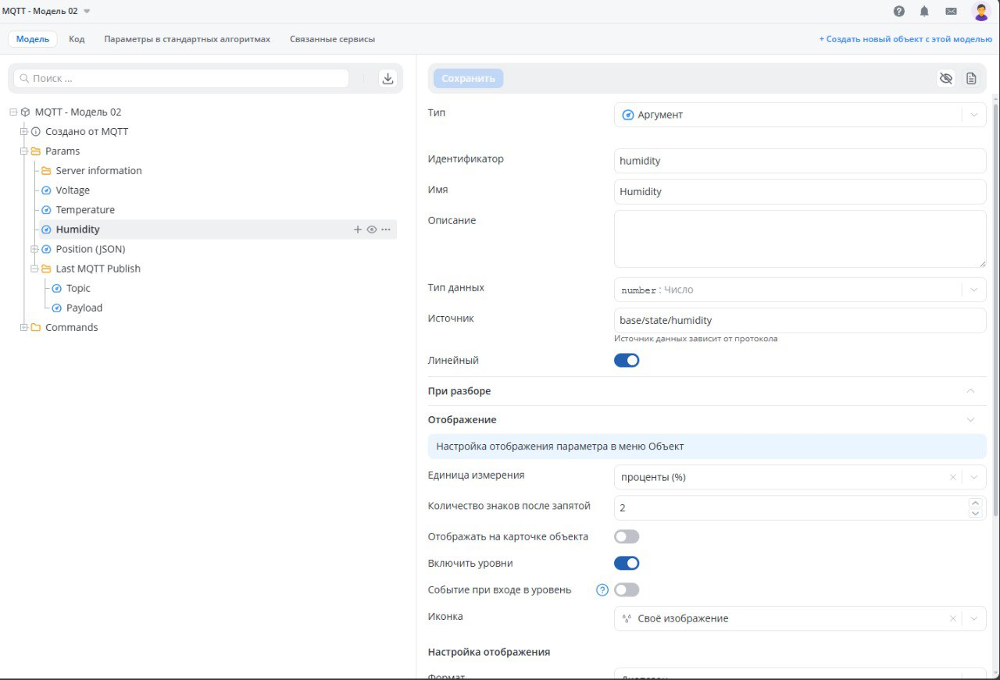 MQTT - Модель 02
Модель Код Параметры в стандартных алгоритмах Связанные сервисы
+ Создать новый объект с этой моделью
Поиск ...
MQTT - Модель 02
Создано от MQTT
Params
Server information
Voltage
Temperature
Humidity
Position (JSON)
Last MQTT Publish
Topic
Payload
Commands
Сохранить
Тип
Аргумент
Идентификатор
humidity
Имя
Humidity
Описание
Тип данных
number : Число
Источник
base/state/humidity
Источник данных зависит от протокола
Линейный
При разборе
Отображение
Настройка отображения параметра в меню Объект
Единица измерения
проценты (%)
Количество знаков после запятой
2
Отображать на карточке объекта
Включить уровни
Событие при входе в уровень
Иконка
Своё изображение
Настройка отображения
Формат